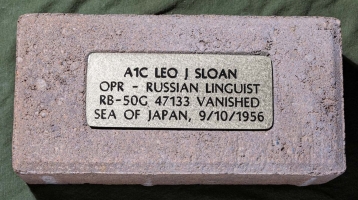 A1C LEO J SLOAN
OPR - RUSSIAN LINGUIST
RB-50G 47133 VANISHED
SEA OF JAPAN, 9/10/1956